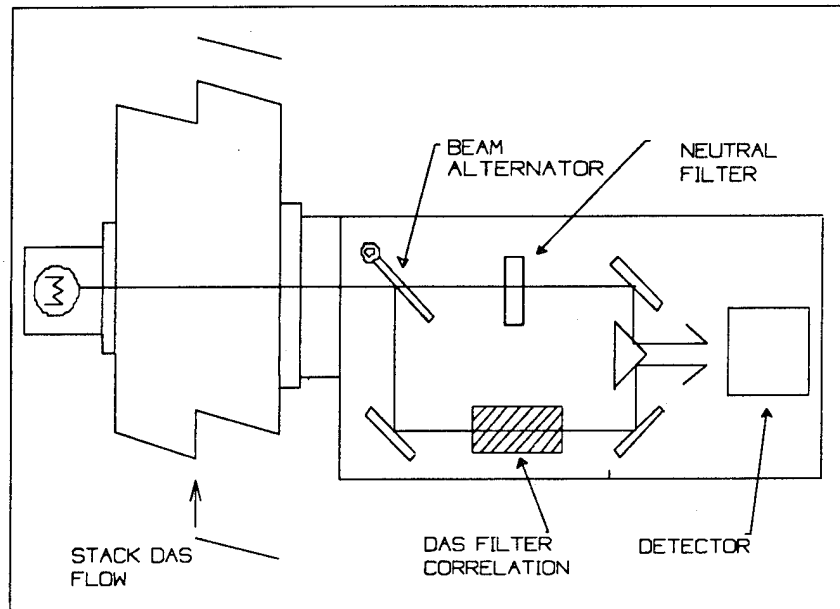 BEAM
ALTERNATOR
NEUTRAL
FILTER
STACK DAS
FLOW
DAS FILTER
CORRELATION
DETECTOR